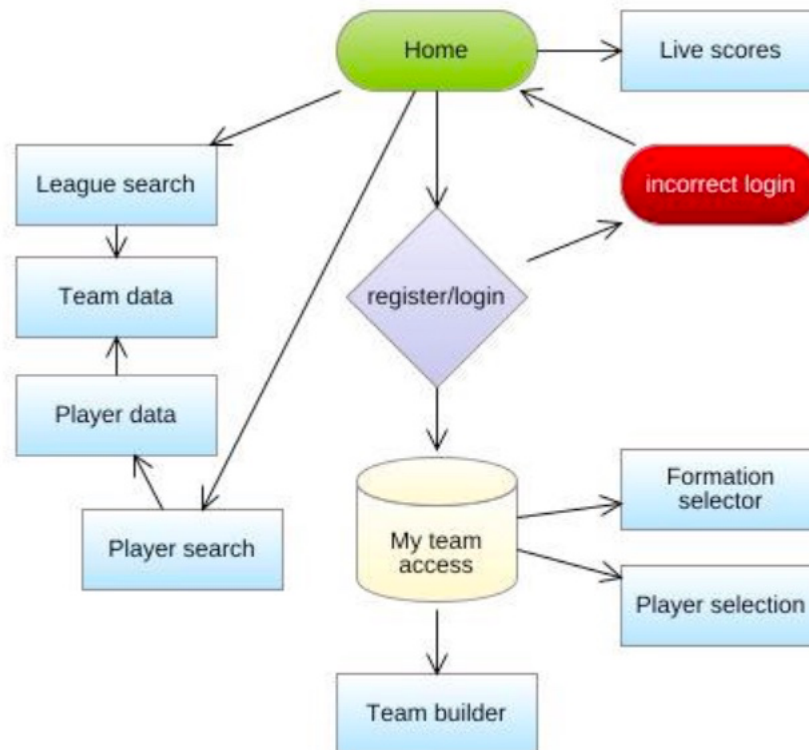 Home
Live scores
League search
incorrect login
Team data
register/login
Player data
Formation
selector
Player search
My team
access
Player selection
Team builder